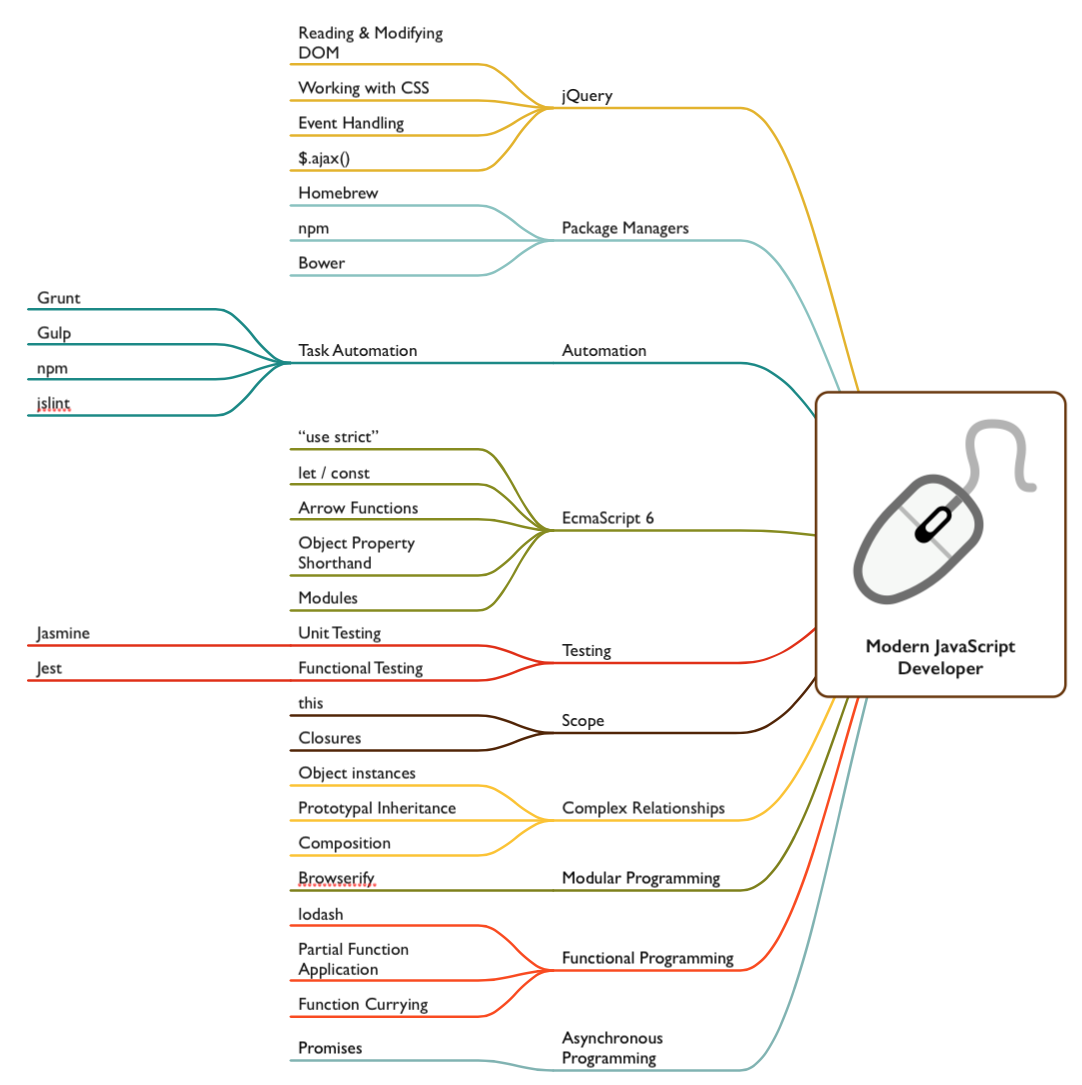 Reading & Modifying
DOM
Working with CSS
Event Handling
$.ajax()
jQuery
Homebrew
npm
Bower
Package Managers
Grunt
Gulp
npm
jslint
Task Automation
Automation
“use strict”
let / const
Arrow Functions
Object Property
Shorthand
Modules
EcmaScript 6
Jasmine
Unit Testing
Jest
Functional Testing
Testing
this
Closures
Scope
Object instances
Prototypal Inheritance
Composition
Complex Relationships
Browserify
Modular Programming
lodash
Partial Function
Application
Function Currying
Functional Programming
Promises
Asynchronous
Programming
Modern JavaScript
Developer